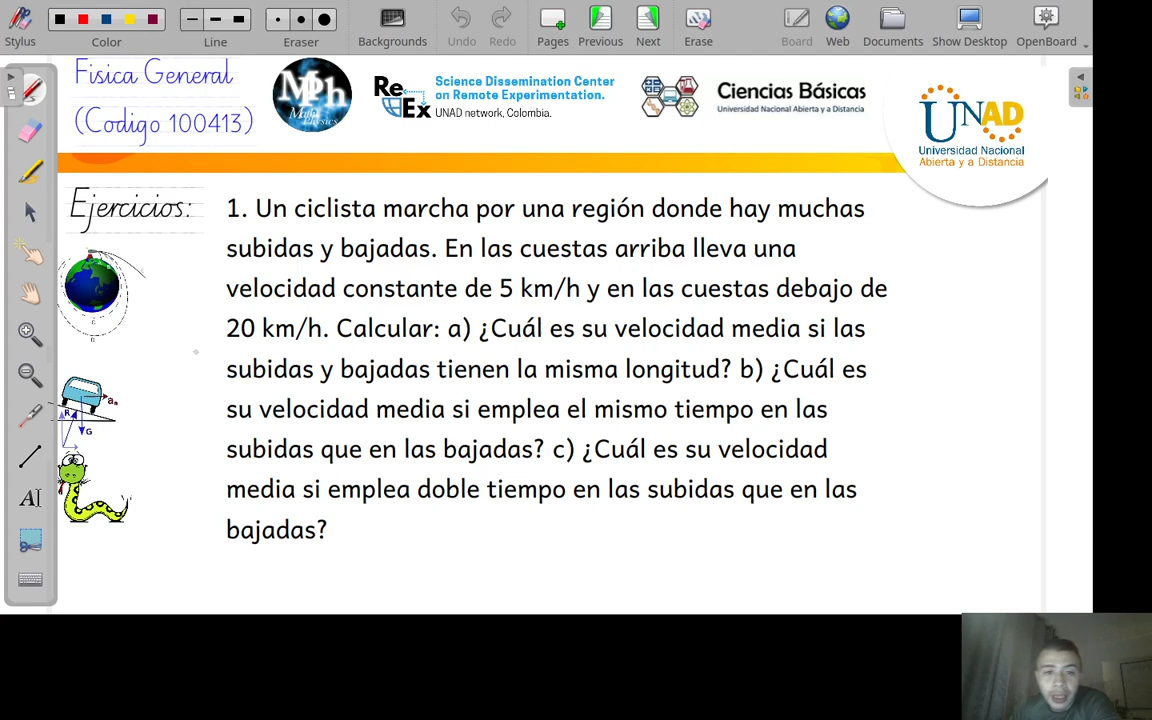 Stylus
Color
Line
Eraser
Backgrounds
Undo
Redo
Pages
Previous
Next
Erase
Board
Web
Documents
Show Desktop
OpenBoard
Fisica General
(Codigo 100413)
MPh
Re
Ex
Science Dissemination Center
on Remote Experimentation.
UNAD network, Colombia.
Ciencias Básicas
Universidad Nacional Abierta y a Distancia
UNAD
Universidad Nacional
Abierta y a Distancia
Ejercicios:
1. Un ciclista marcha por una región donde hay muchas
subidas y bajadas. En las cuestas arriba lleva una
velocidad constante de 5 km/h y en las cuestas debajo de
20 km/h. Calcular: a) ¿Cuál es su velocidad media si las
subidas y bajadas tienen la misma longitud? b) ¿Cuál es
su velocidad media si emplea el mismo tiempo en las
subidas que en las bajadas? c) ¿Cuál es su velocidad
media si emplea doble tiempo en las subidas que en las
bajadas?
R
G
AI